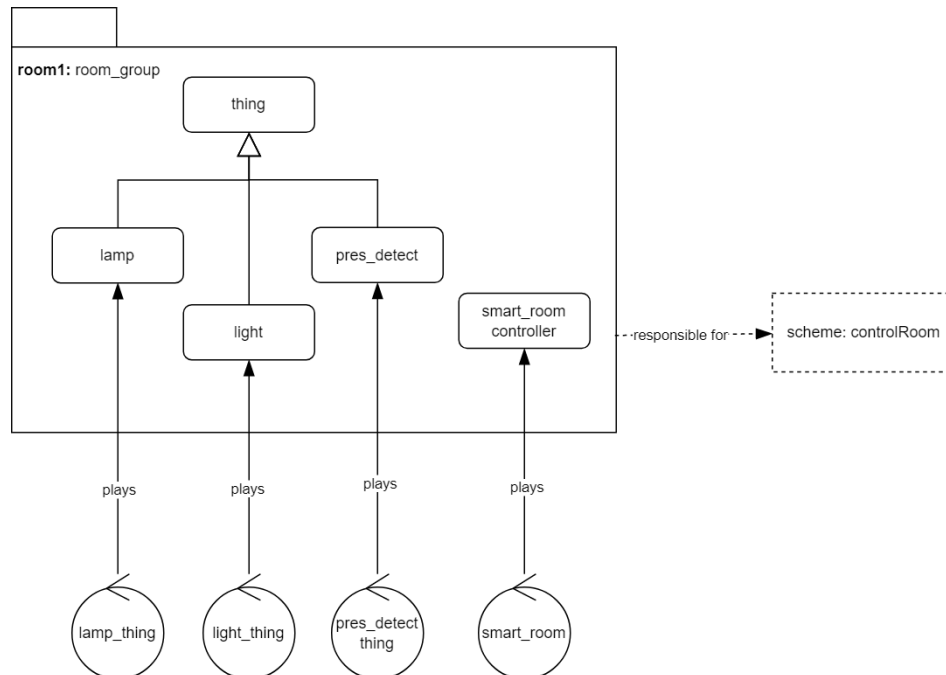 room1: room_group
thing
lamp
pres_detect
light
smart_room
controller
responsible for
scheme: controlRoom
plays
plays
plays
plays
lamp_thing
light_thing
pres_detect
thing
smart_room